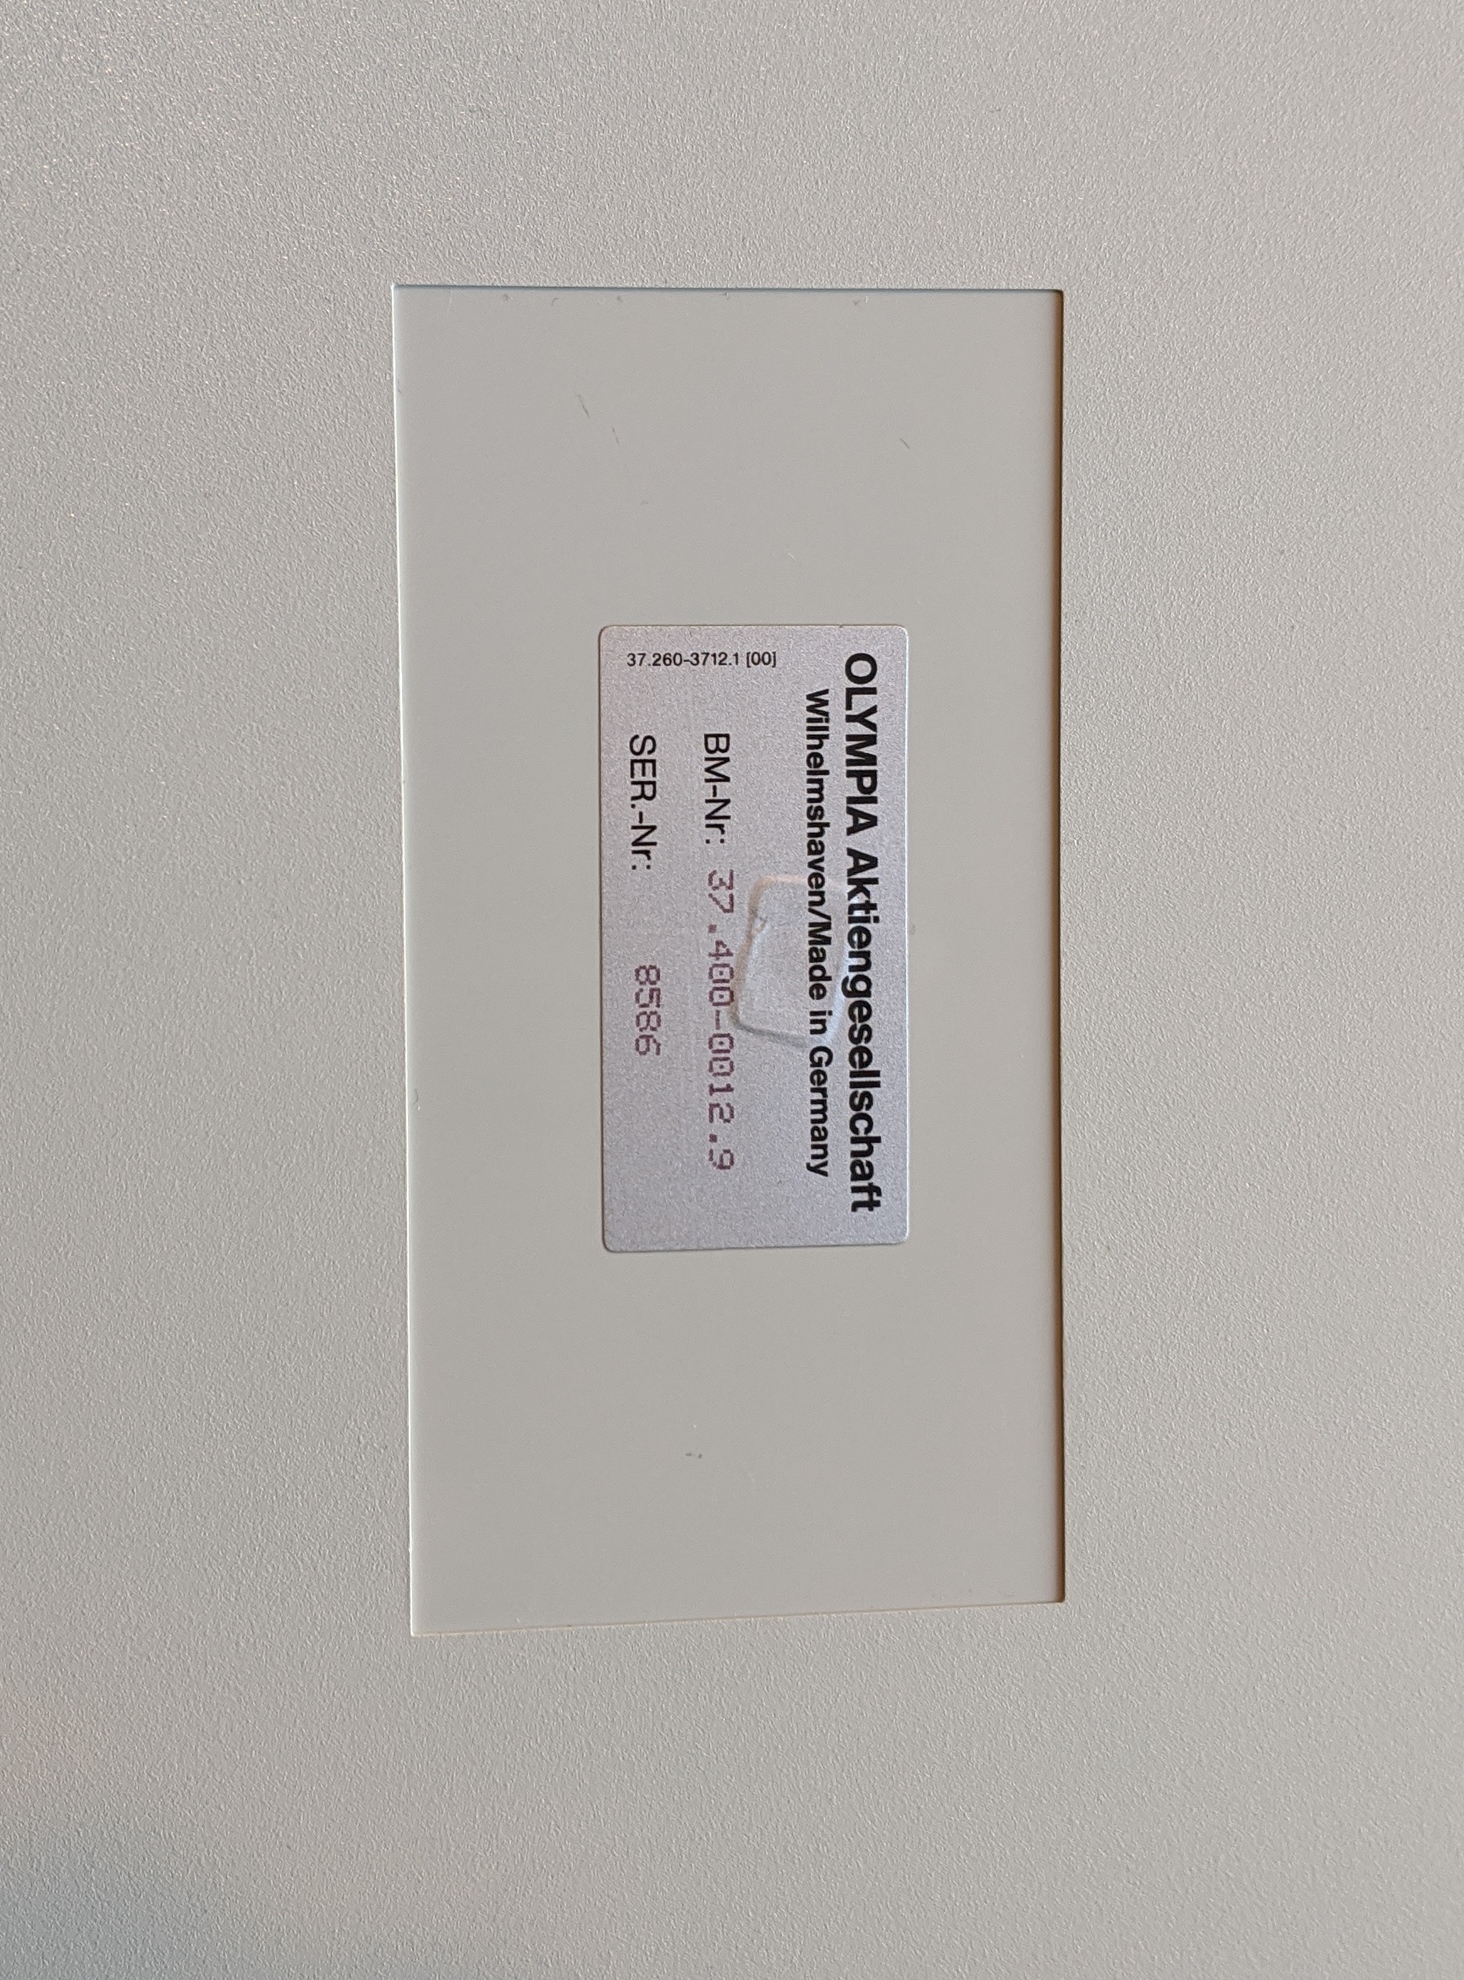 OLYMPIA Aktiengesellschaft
Wilhelmshaven/Made in Germany
BM-Nr: 37.400-0012.9
SER.-Nr: 8586
37.260-3712.1 [00]